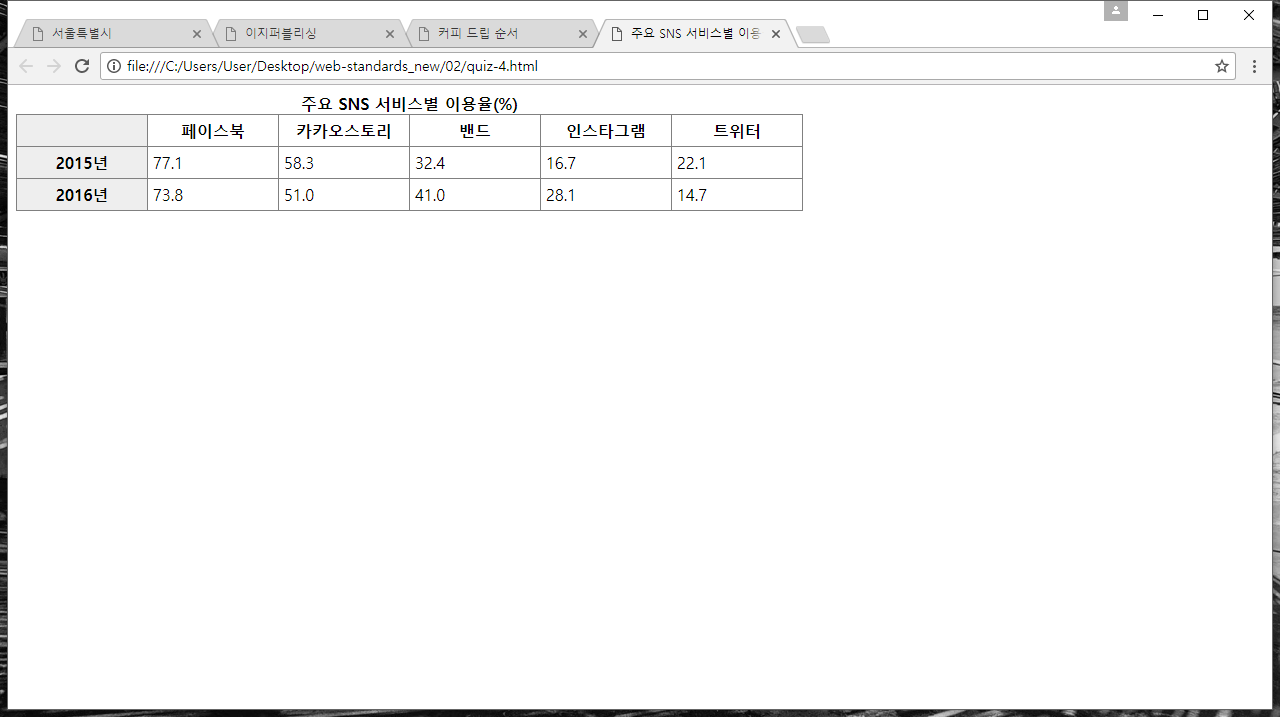 서울특별시 이지퍼블리싱 커피 드립 순서 주요 SNS 서비스별 이용
file:///C:/Users/User/Desktop/web-standards_new/02/quiz-4.html
주요 SNS 서비스별 이용율(%)
페이스북 카카오스토리 밴드 인스타그램 트위터
2015년 77.1 58.3 32.4 16.7 22.1
2016년 73.8 51.0 41.0 28.1 14.7